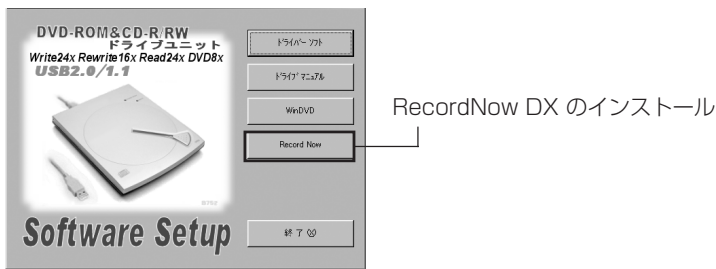 DVD-ROM&CD-R/RW
ドライブユニット
Write24x Rewrite16x Read24x DVD8x
USB2.0/1.1
Software Setup
ﾄﾞﾗｲﾊﾞｰ ｿﾌﾄ
ﾄﾞﾗｲﾌﾞ ﾏﾆｭｱﾙ
WinDVD
Record Now
終了(X)
RecordNow DX のインストール